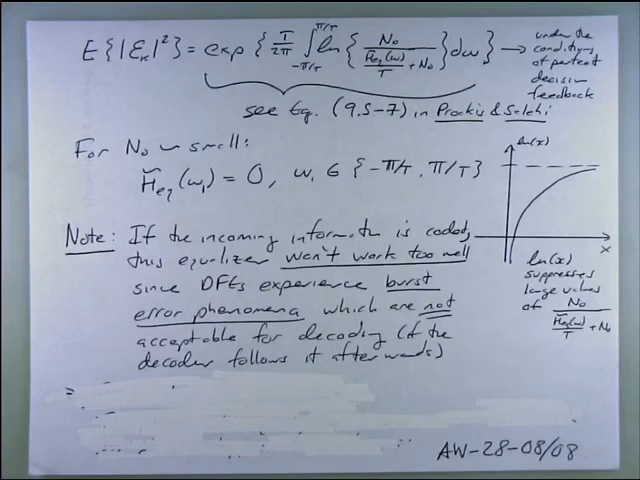 E{|ε_k|²} = exp { T/2π ∫_{-π/T}^{π/T} ln { N₀ / (H̃_eq(ω)/T + N₀) } dω } → under the conditions of perfect decision feedback
see Eq. (9.5-7) in Proakis & Salehi
For N₀ small:
H̃_eq(ω₁) = 0, ω₁ ∈ {-π/T, π/T}
ln(x)
x
Note: If the incoming information is coded,
this equalizer won't work too well
since DFEs experience burst
error phenomena which are not
acceptable for decoding (if the
decoder follows it afterwards)
ln(x)
suppresses
large values
of N₀ / (H̃_eq(ω)/T + N₀)
=
AW-28-08/08